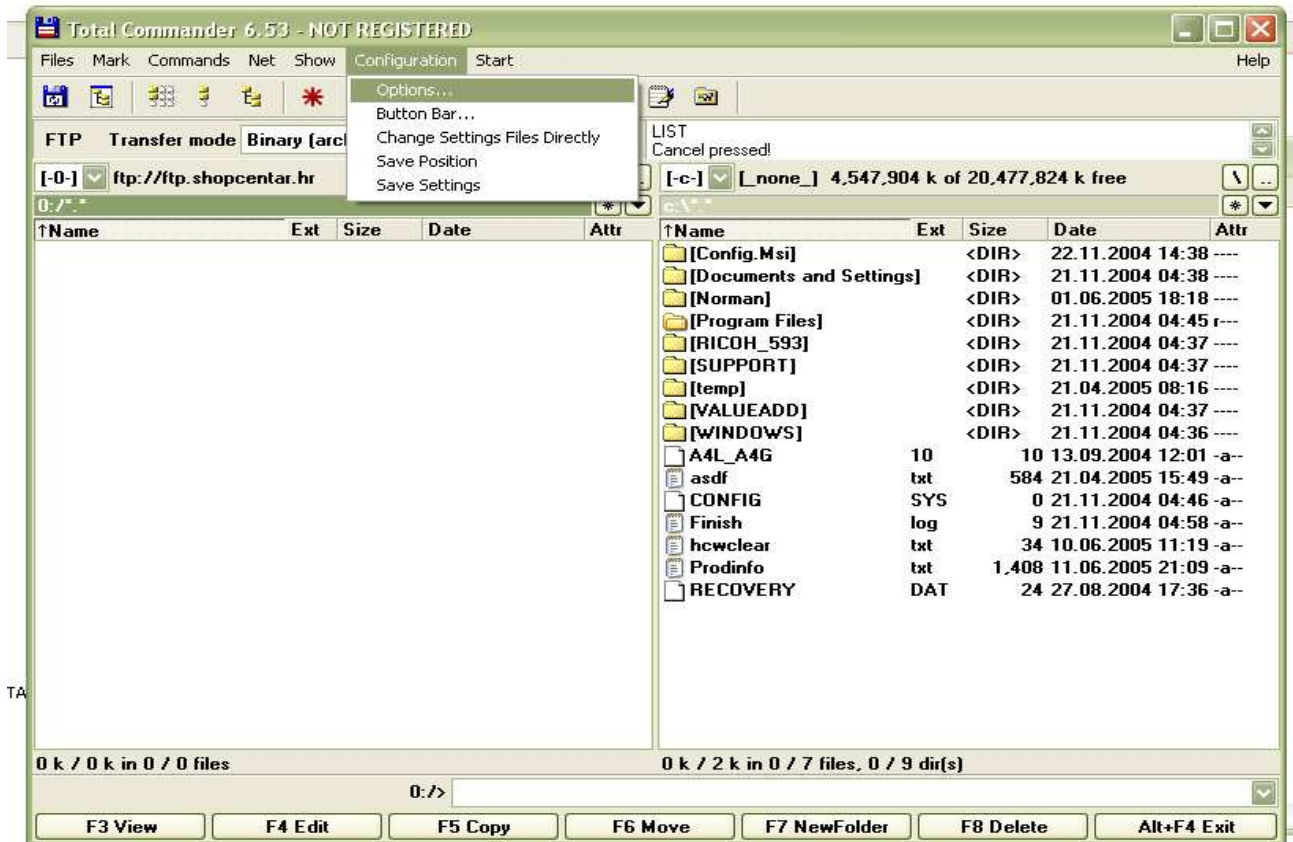 Total Commander 6.53 - NOT REGISTERED
Files Mark Commands Net Show Configuration Start Help
Options...
Button Bar...
Change Settings Files Directly
Save Position
Save Settings
FTP Transfer mode Binary (arcl
LIST
Cancel pressed!
[-0-] ftp://ftp.shopcentar.hr
[-c-] [_none_] 4,547,904 k of 20,477,824 k free \ ..
0:/*.* * 
c:\*.* *
↑Name Ext Size Date Attr
↑Name Ext Size Date Attr
[Config.Msi] <DIR> 22.11.2004 14:38 ----
[Documents and Settings] <DIR> 21.11.2004 04:38 ----
[Norman] <DIR> 01.06.2005 18:18 ----
[Program Files] <DIR> 21.11.2004 04:45 r---
[RICOH_593] <DIR> 21.11.2004 04:37 ----
[SUPPORT] <DIR> 21.11.2004 04:37 ----
[temp] <DIR> 21.04.2005 08:16 ----
[VALUEADD] <DIR> 21.11.2004 04:37 ----
[WINDOWS] <DIR> 21.11.2004 04:36 ----
A4L_A4G 10 10 13.09.2004 12:01 -a--
asdf txt 584 21.04.2005 15:49 -a--
CONFIG SYS 0 21.11.2004 04:46 -a--
Finish log 9 21.11.2004 04:58 -a--
hcwclear txt 34 10.06.2005 11:19 -a--
Prodinfo txt 1,408 11.06.2005 21:09 -a--
RECOVERY DAT 24 27.08.2004 17:36 -a--
TA
0 k / 0 k in 0 / 0 files
0 k / 2 k in 0 / 7 files, 0 / 9 dir(s)
0:/>
F3 View F4 Edit F5 Copy F6 Move F7 NewFolder F8 Delete Alt+F4 Exit